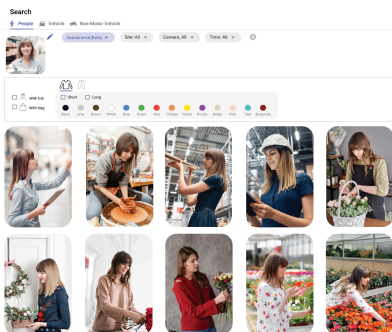 Search
People Vehicle Non-Motor Vehicle
Appearance(Beta) Site: All Camera: All Time: All
Short Long
With hat
With bag
Black Gray Brown White Blue Green Red Orange Yellow Purple Beige Pink Teal Burgundy